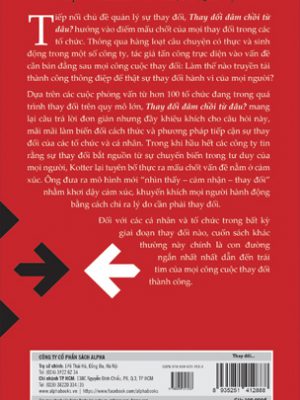 Tiếp nối chủ đề quản lý sự thay đổi, Thay đổi đâm chồi từ
đâu? hướng vào điểm mấu chốt của mọi thay đổi trong các
tổ chức. Thông qua hàng loạt câu chuyện có thực và sinh
động trong một số công ty, tác giả tấn công trực diện vào vấn đề
cân bản đằng sau mọi công cuộc thay đổi: Làm thế nào truyền tải
thành công thông điệp để thật sự thay đổi hành vi của mọi người?
Dựa trên các cuộc phỏng vấn từ hơn 100 tổ chức đang trong quá
trình thay đổi trên quy mô lớn, Thay đổi đâm chồi từ đâu? mang
lại câu trả lời đơn giản nhưng đầy khiêu khích cho câu hỏi này,
mãi mãi làm biến đổi cách thức và phương pháp tiếp cận sự thay
đổi của các tổ chức và cá nhân. Trong khi hầu hết các công ty tin
rằng sự thay đổi bắt nguồn từ sự chuyển biến trong tư duy của
mọi người, Kotter lại tuyên bố thực ra mấu chốt vấn đề nằm ở cảm
xúc. Ông đưa ra mô hình mới “nhìn thấy – cảm nhận – thay đổi”
nhằm khơi dậy cảm xúc, khuyến khích mọi người hành động
bằng cách chỉ ra lý do cần phải thay đổi.
Đối với các cá nhân và tổ chức trong bất kỳ
giai đoạn thay đổi nào, cuốn sách khác
thường này chính là con đường
ngắn nhất nhất dẫn đến trái
tim của mọi công cuộc thay đổi
thành công.
CÔNG TY CỔ PHẦN SÁCH ALPHA
Thay đổi...
8 935251 412888